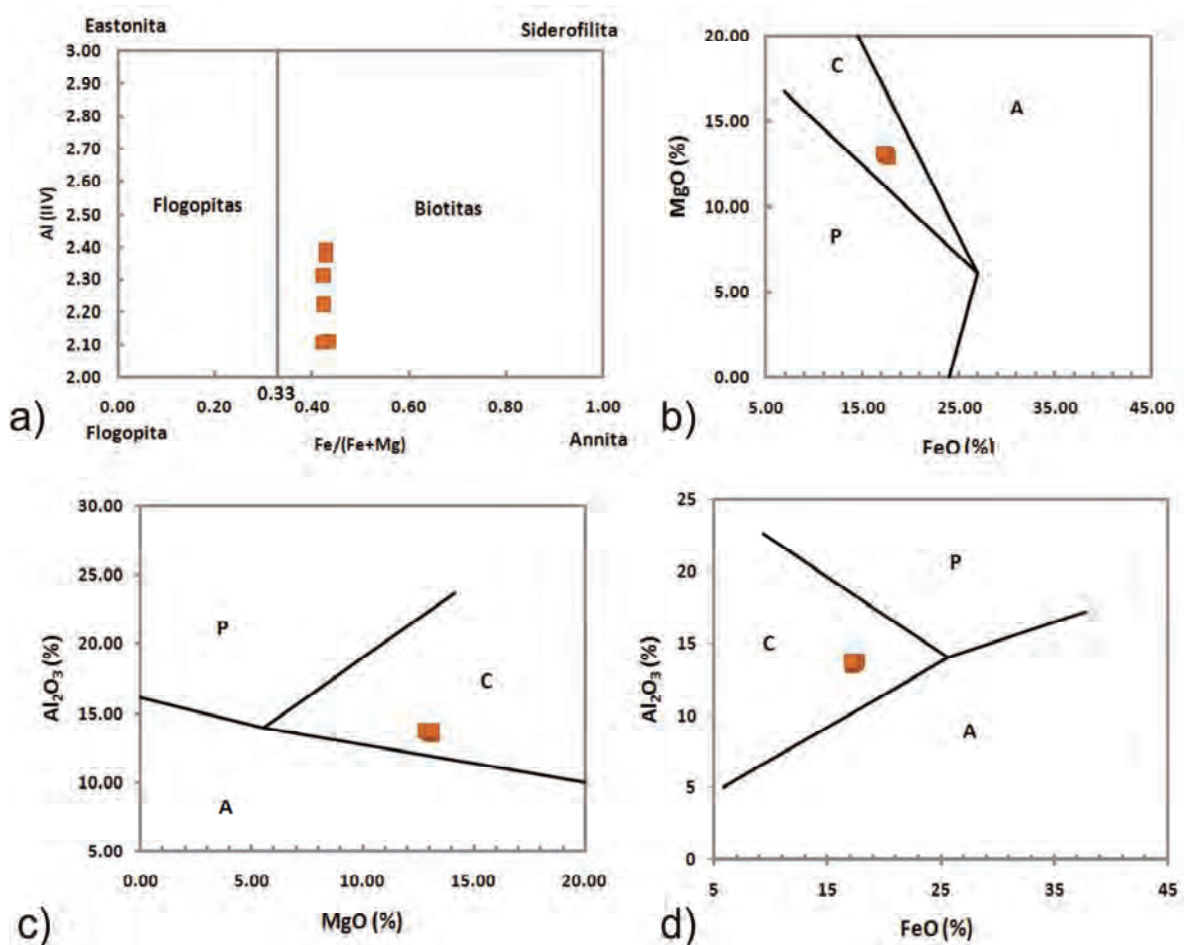 Eastonita Siderofilita
3.00
2.90
2.80
2.70
2.60
2.50
2.40
2.30
2.20
2.10
2.00
Al (IIV)
Flogopitas Biotitas
0.00 0.20 0.33 0.40 0.60 0.80 1.00
a)
Flogopita Fe/(Fe+Mg) Annita
20.00
15.00
10.00
5.00
0.00
MgO (%)
C
A
P
5.00 15.00 25.00 35.00 45.00
b)
FeO (%)
30.00
25.00
20.00
15.00
10.00
5.00
Al2O3 (%)
P
C
A
0.00 5.00 10.00 15.00 20.00
c)
MgO (%)
25
20
15
10
5
0
Al2O3 (%)
P
C
A
5 15 25 35 45
d)
FeO (%)